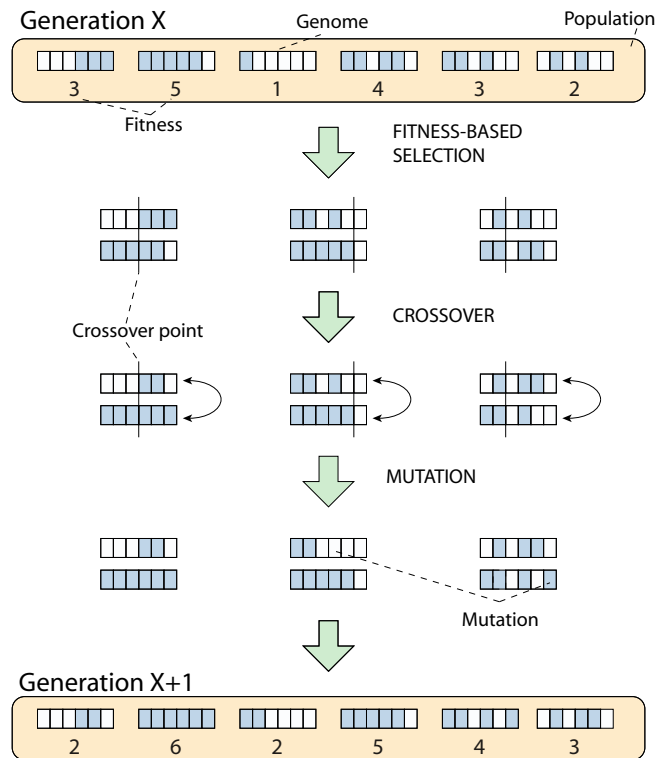 Generation X
Genome
Population
3 5 1 4 3 2
Fitness
FITNESS-BASED
SELECTION
CROSSOVER
Crossover point
MUTATION
Mutation
Generation X+1
2 6 2 5 4 3